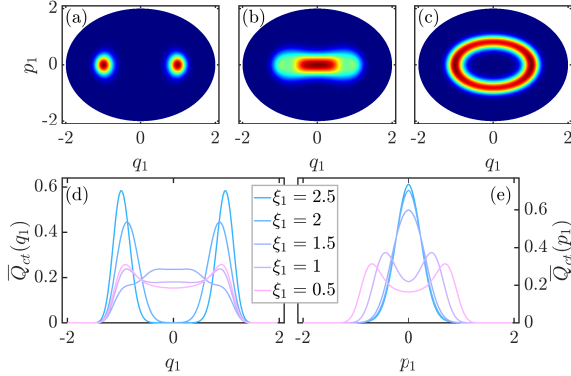 (a) (b) (c)
p₁
2
0
-2
-2 0 2 -2 0 2 -2 0 2
q₁ q₁ q₁
(d) (e)
Q̅_ct(q₁)
0.6
0.4
0.2
0
ξ₁ = 2.5
ξ₁ = 2
ξ₁ = 1.5
ξ₁ = 1
ξ₁ = 0.5
0.6
0.4
0.2
0
Q̅_ct(p₁)
-2 0 2 -2 0 2
q₁ p₁